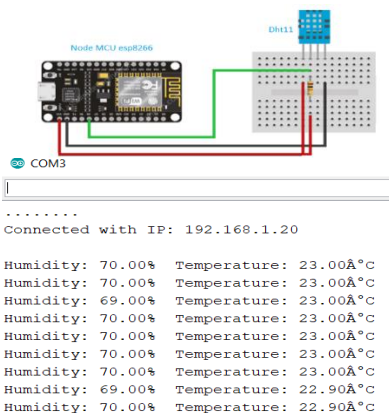 Dht11
Node MCU esp8266
COM3
........
Connected with IP: 192.168.1.20
Humidity: 70.00%  Temperature: 23.00Â°C
Humidity: 70.00%  Temperature: 23.00Â°C
Humidity: 69.00%  Temperature: 23.00Â°C
Humidity: 70.00%  Temperature: 23.00Â°C
Humidity: 70.00%  Temperature: 23.00Â°C
Humidity: 70.00%  Temperature: 23.00Â°C
Humidity: 70.00%  Temperature: 23.00Â°C
Humidity: 69.00%  Temperature: 22.90Â°C
Humidity: 70.00%  Temperature: 22.90Â°C